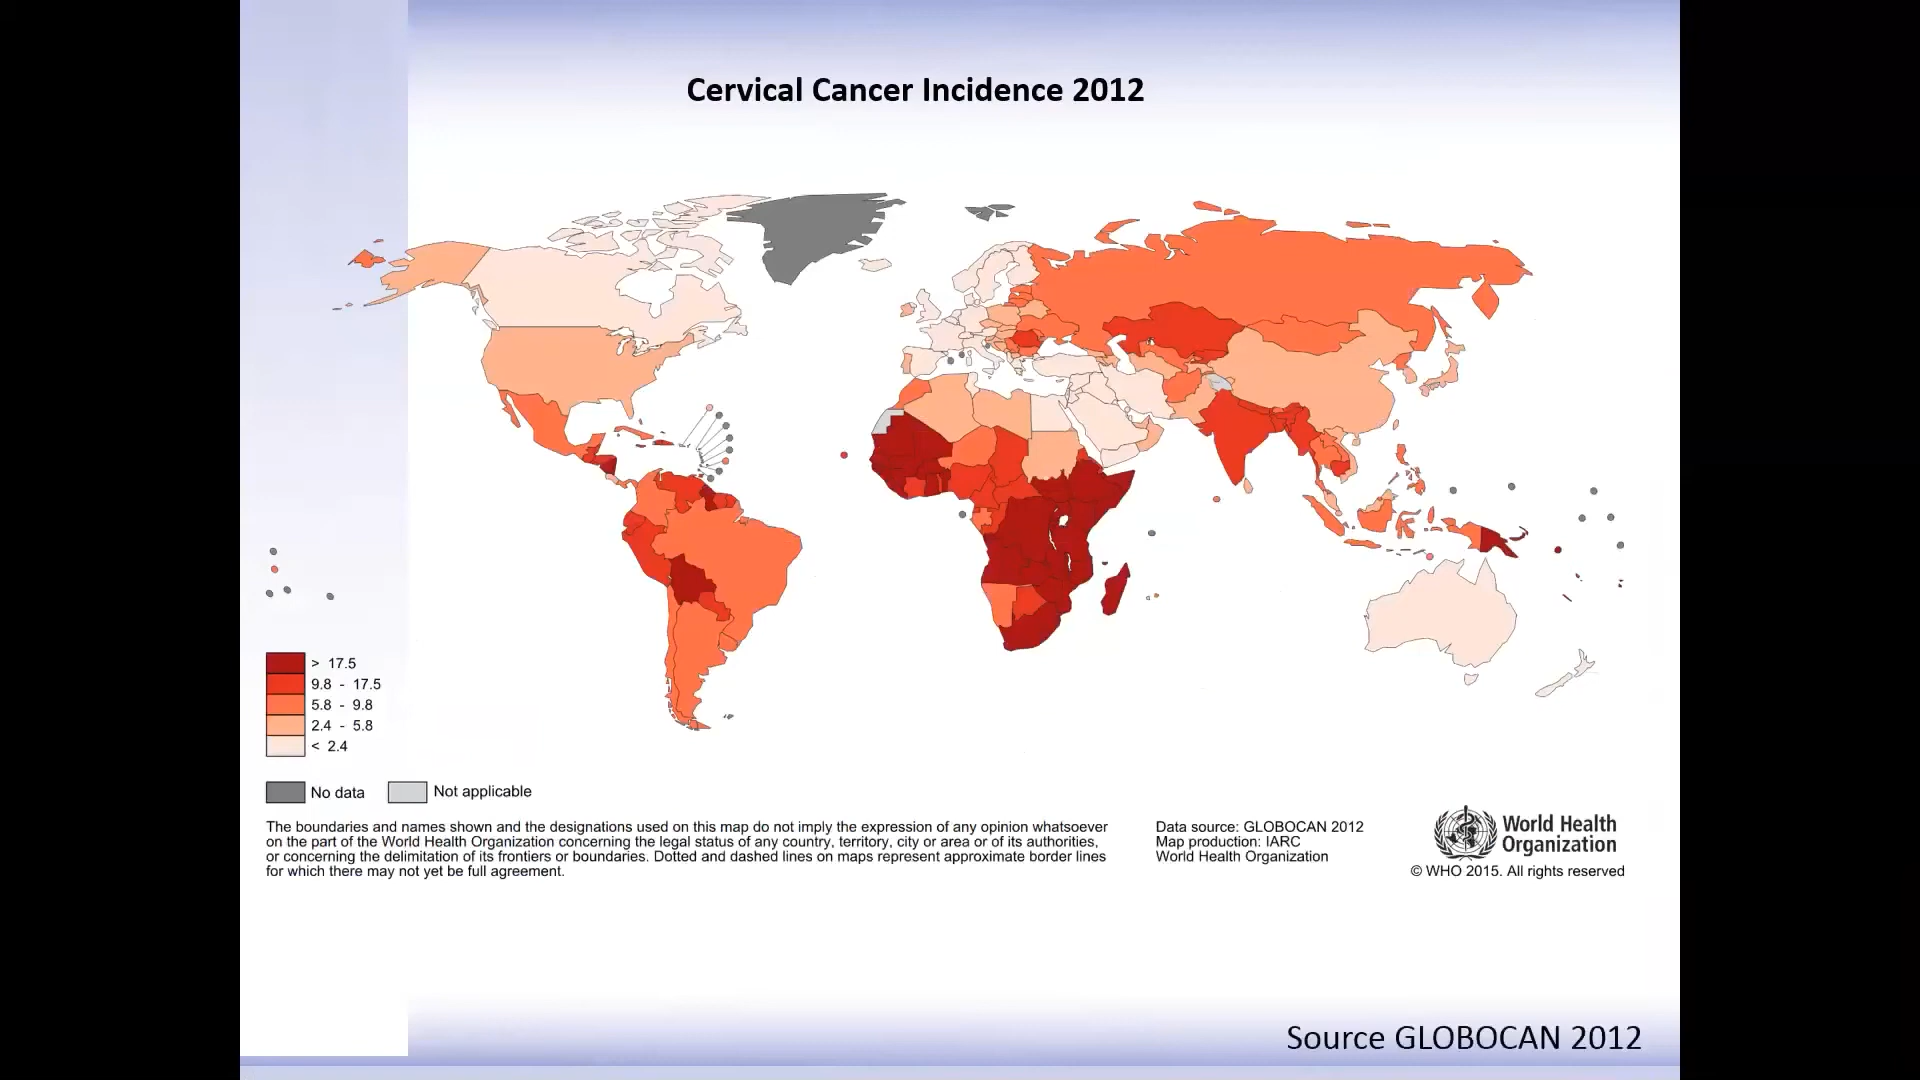 Cervical Cancer Incidence 2012
> 17.5
9.8 - 17.5
5.8 - 9.8
2.4 - 5.8
< 2.4
No data
Not applicable
The boundaries and names shown and the designations used on this map do not imply the expression of any opinion whatsoever
on the part of the World Health Organization concerning the legal status of any country, territory, city or area or of its authorities,
or concerning the delimitation of its frontiers or boundaries. Dotted and dashed lines on maps represent approximate border lines
for which there may not yet be full agreement.
Data source: GLOBOCAN 2012
Map production: IARC
World Health Organization
World Health
Organization
© WHO 2015. All rights reserved
Source GLOBOCAN 2012